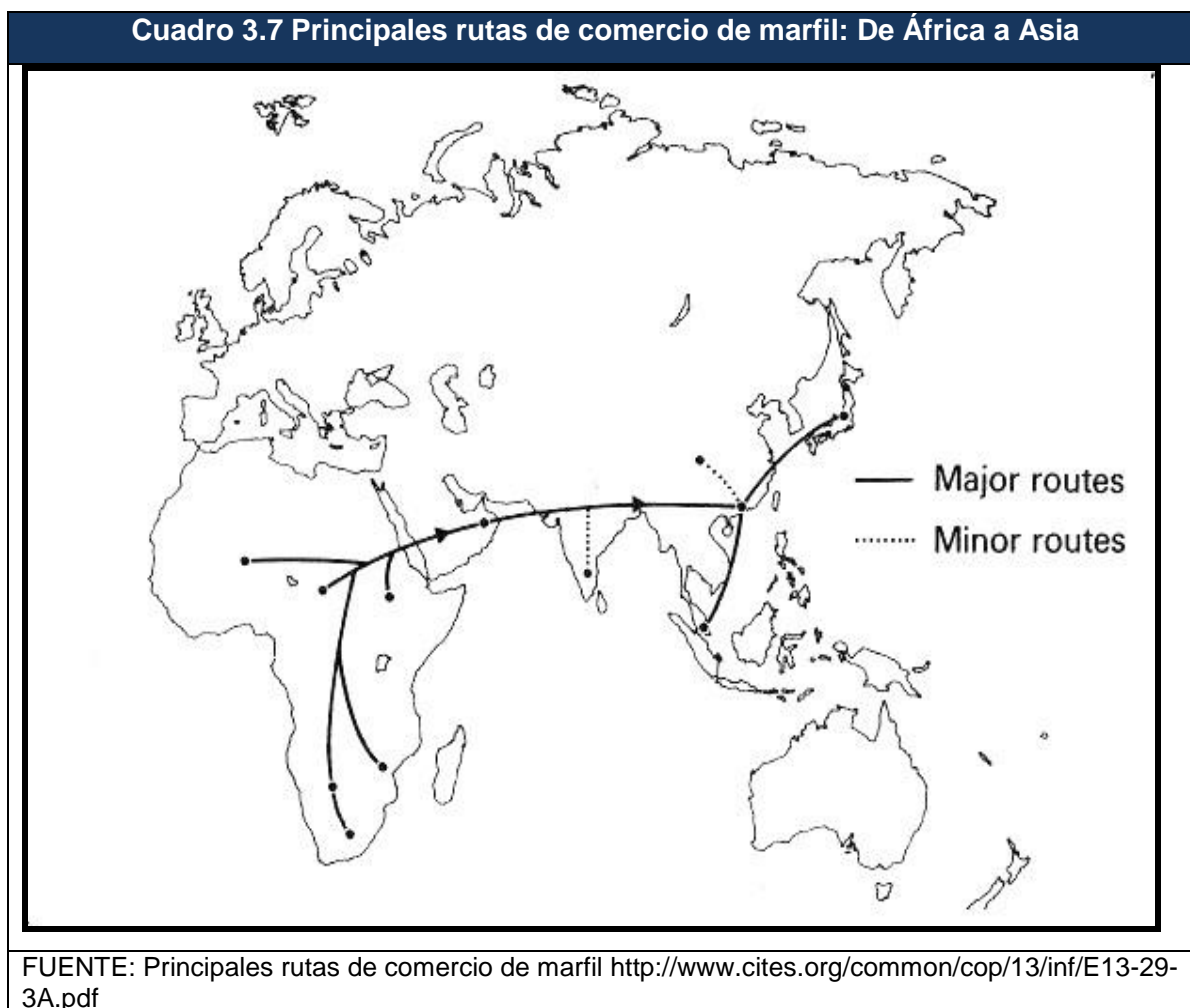 Cuadro 3.7 Principales rutas de comercio de marfil: De África a Asia
Major routes
Minor routes
FUENTE: Principales rutas de comercio de marfil http://www.cites.org/common/cop/13/inf/E13-29-
3A.pdf